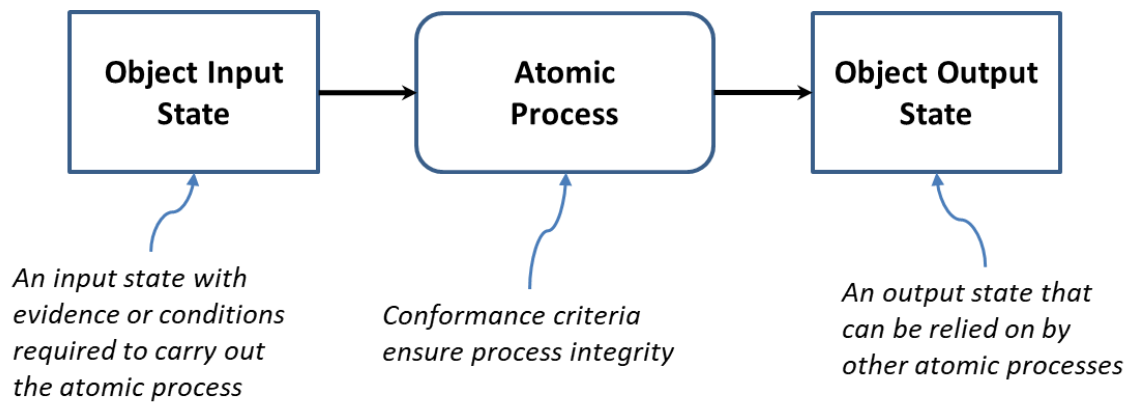 Object Input
State
Atomic
Process
Object Output
State
An input state with
evidence or conditions
required to carry out
the atomic process
Conformance criteria
ensure process integrity
An output state that
can be relied on by
other atomic processes